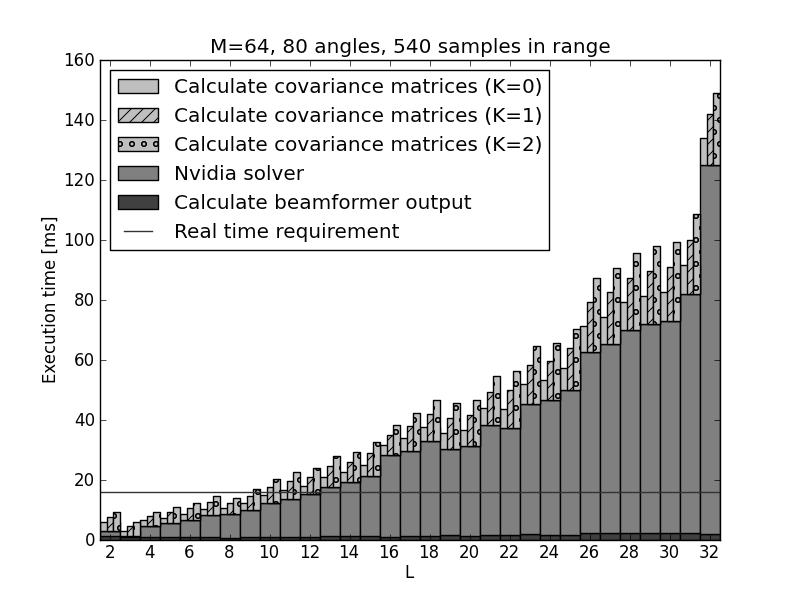 M=64, 80 angles, 540 samples in range
160
140
120
100
80
60
40
20
0
Execution time [ms]
Calculate covariance matrices (K=0)
Calculate covariance matrices (K=1)
Calculate covariance matrices (K=2)
Nvidia solver
Calculate beamformer output
Real time requirement
2 4 6 8 10 12 14 16 18 20 22 24 26 28 30 32
L